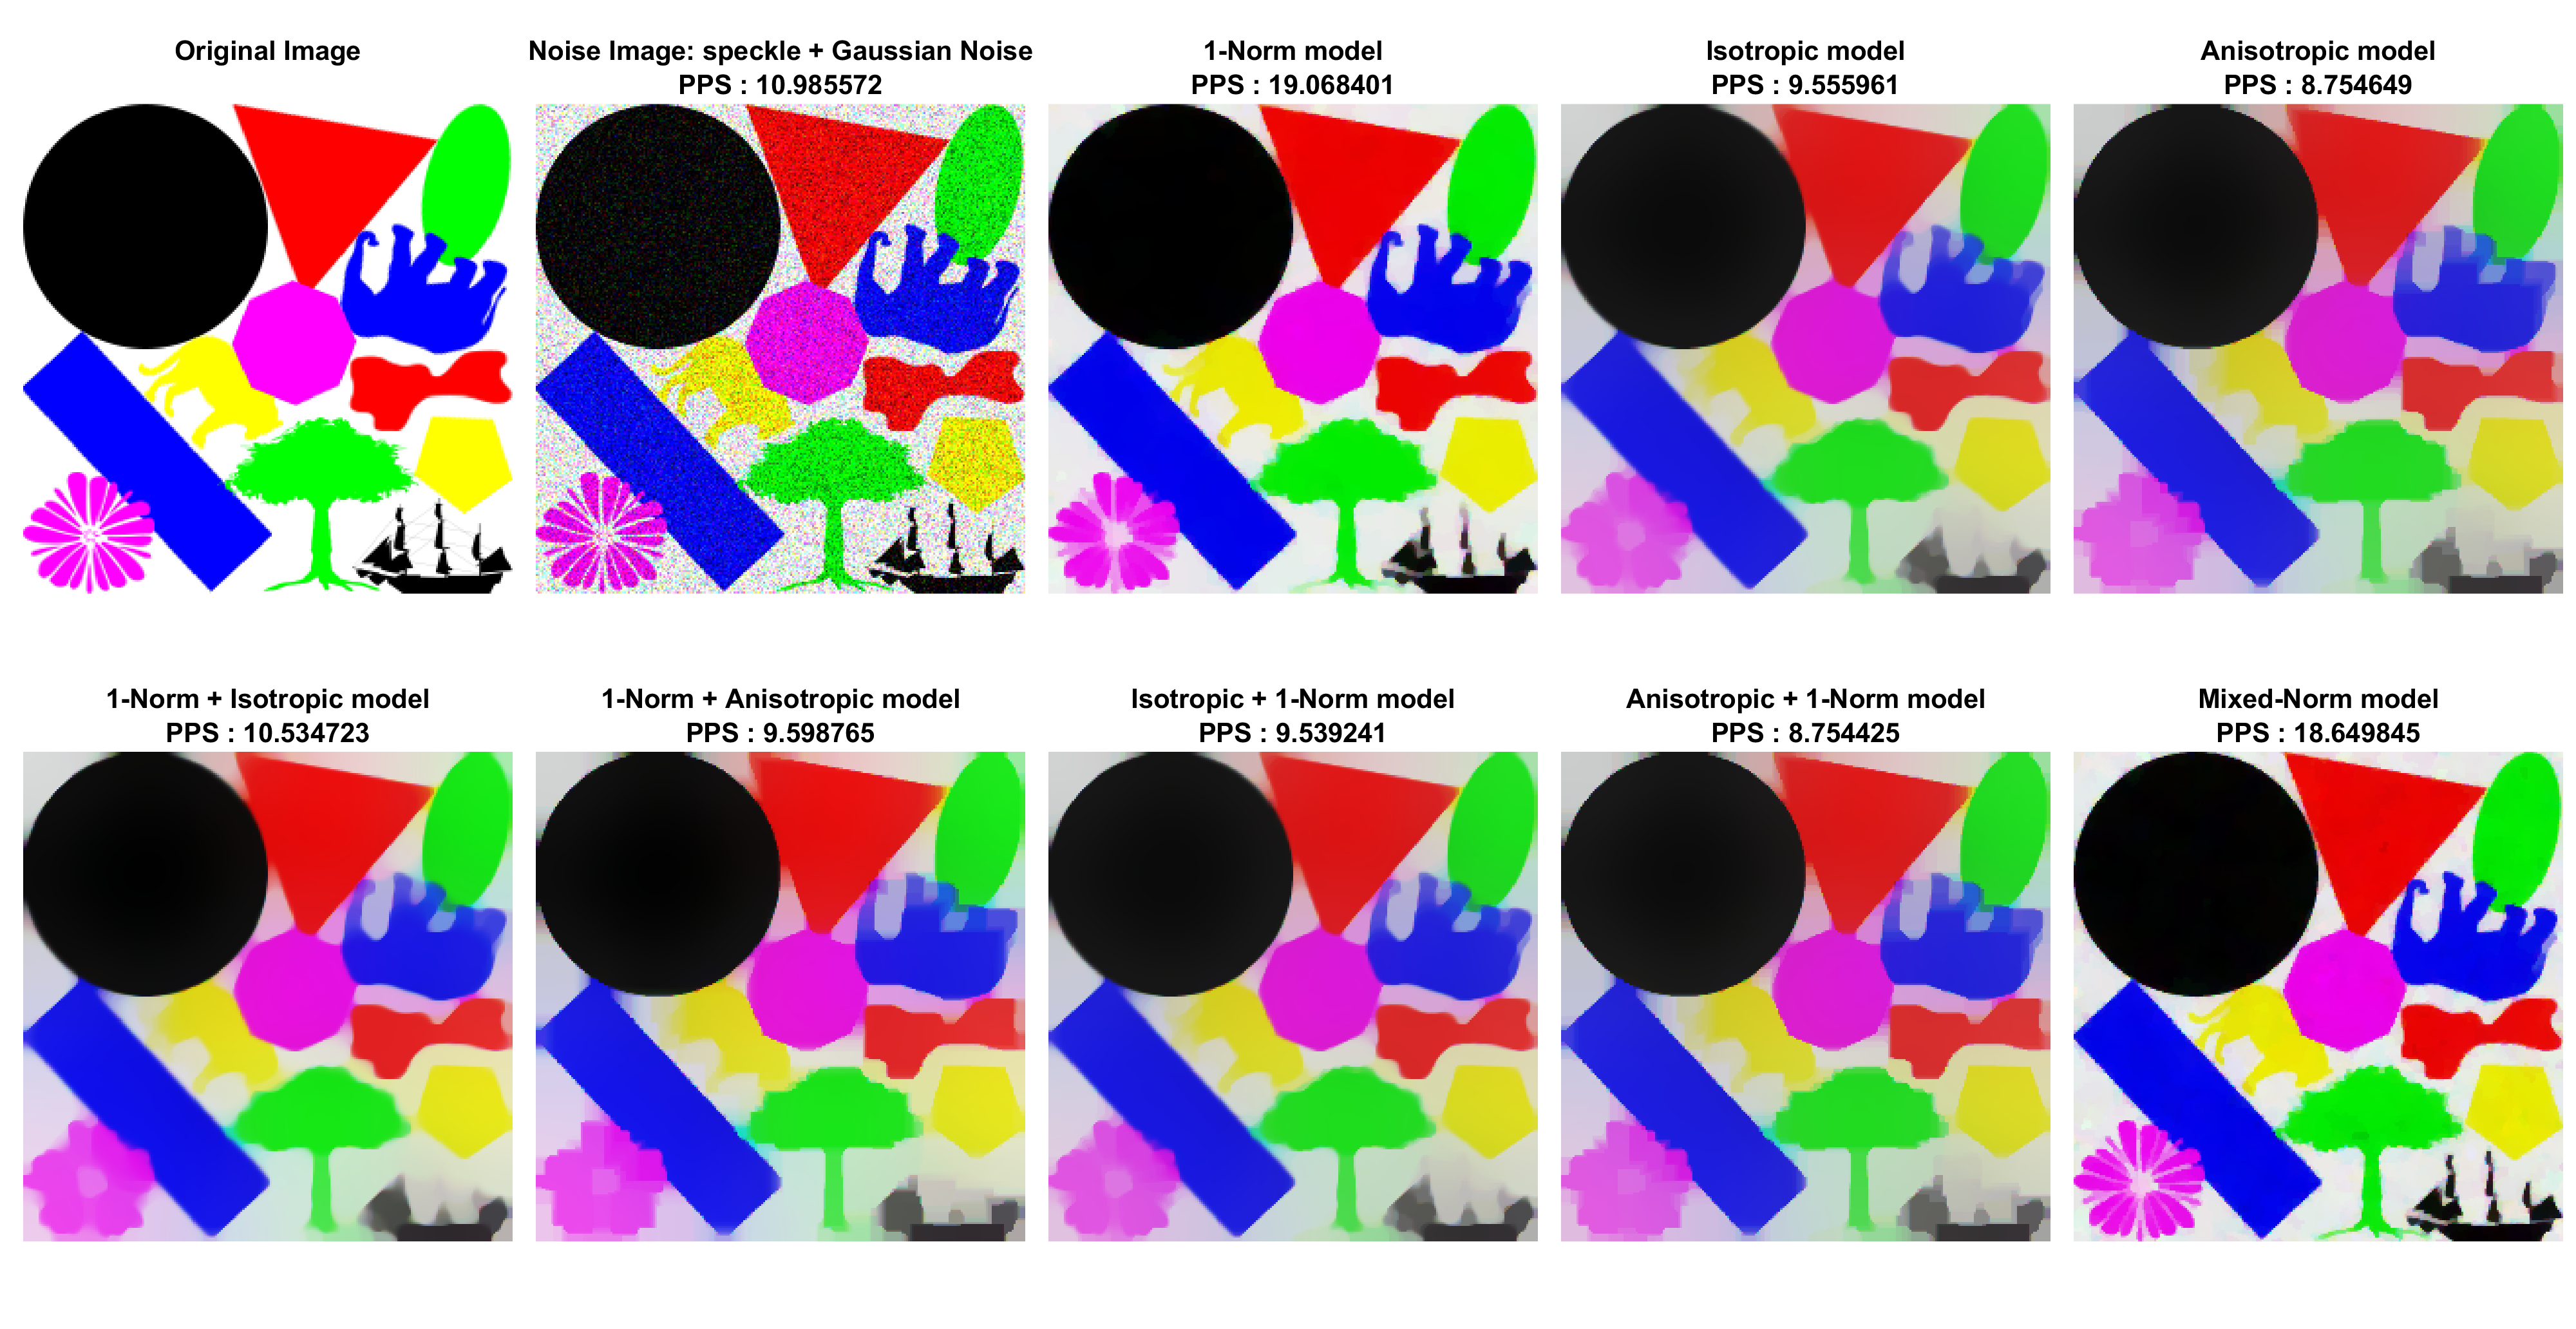 Original Image
Noise Image: speckle + Gaussian Noise
PPS : 10.985572
1-Norm model
PPS : 19.068401
Isotropic model
PPS : 9.555961
Anisotropic model
PPS : 8.754649
1-Norm + Isotropic model
PPS : 10.534723
1-Norm + Anisotropic model
PPS : 9.598765
Isotropic + 1-Norm model
PPS : 9.539241
Anisotropic + 1-Norm model
PPS : 8.754425
Mixed-Norm model
PPS : 18.649845